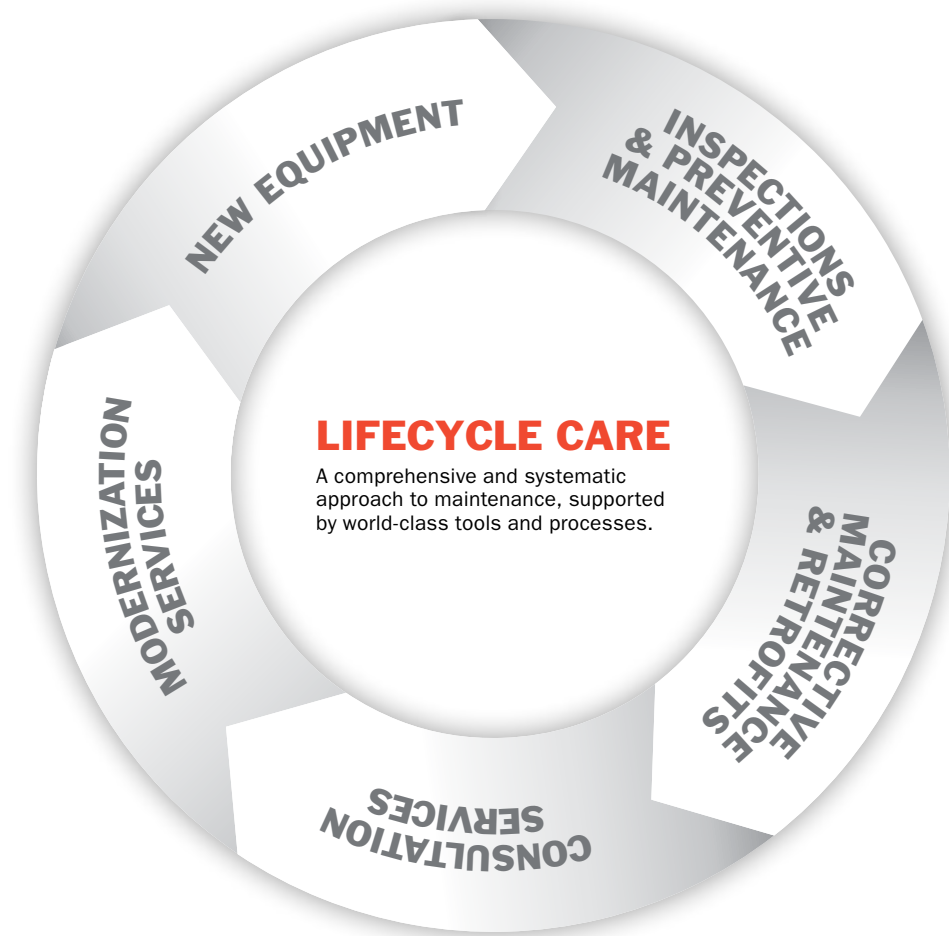 NEW EQUIPMENT
INSPECTIONS
& PREVENTIVE
MAINTENANCE
CORRECTIVE
MAINTENANCE
& RETROFITS
CONSULTATION
SERVICES
MODERNIZATION
SERVICES
LIFECYCLE CARE
A comprehensive and systematic
approach to maintenance, supported
by world-class tools and processes.